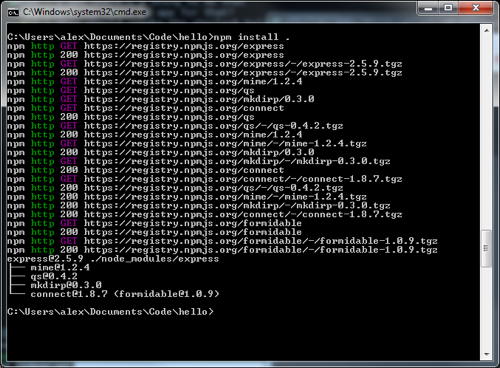 C:\Windows\system32\cmd.exe
C:\Users\alex\Documents\Code\hello>npm install .
npm http GET https://registry.npmjs.org/express
npm http 200 https://registry.npmjs.org/express
npm http GET https://registry.npmjs.org/express/-/express-2.5.9.tgz
npm http 200 https://registry.npmjs.org/express/-/express-2.5.9.tgz
npm http GET https://registry.npmjs.org/mime/1.2.4
npm http GET https://registry.npmjs.org/qs
npm http GET https://registry.npmjs.org/mkdirp/0.3.0
npm http GET https://registry.npmjs.org/connect
npm http 200 https://registry.npmjs.org/qs
npm http GET https://registry.npmjs.org/qs/-/qs-0.4.2.tgz
npm http 200 https://registry.npmjs.org/mime/1.2.4
npm http GET https://registry.npmjs.org/mime/-/mime-1.2.4.tgz
npm http 200 https://registry.npmjs.org/mkdirp/0.3.0
npm http GET https://registry.npmjs.org/mkdirp/-/mkdirp-0.3.0.tgz
npm http 200 https://registry.npmjs.org/connect
npm http GET https://registry.npmjs.org/connect/-/connect-1.8.7.tgz
npm http 200 https://registry.npmjs.org/qs/-/qs-0.4.2.tgz
npm http 200 https://registry.npmjs.org/mime/-/mime-1.2.4.tgz
npm http 200 https://registry.npmjs.org/mkdirp/-/mkdirp-0.3.0.tgz
npm http 200 https://registry.npmjs.org/connect/-/connect-1.8.7.tgz
npm http GET https://registry.npmjs.org/formidable
npm http 200 https://registry.npmjs.org/formidable
npm http GET https://registry.npmjs.org/formidable/-/formidable-1.0.9.tgz
npm http 200 https://registry.npmjs.org/formidable/-/formidable-1.0.9.tgz
express@2.5.9 ./node_modules/express
├── mime@1.2.4
├── qs@0.4.2
├── mkdirp@0.3.0
└── connect@1.8.7 (formidable@1.0.9)
C:\Users\alex\Documents\Code\hello>